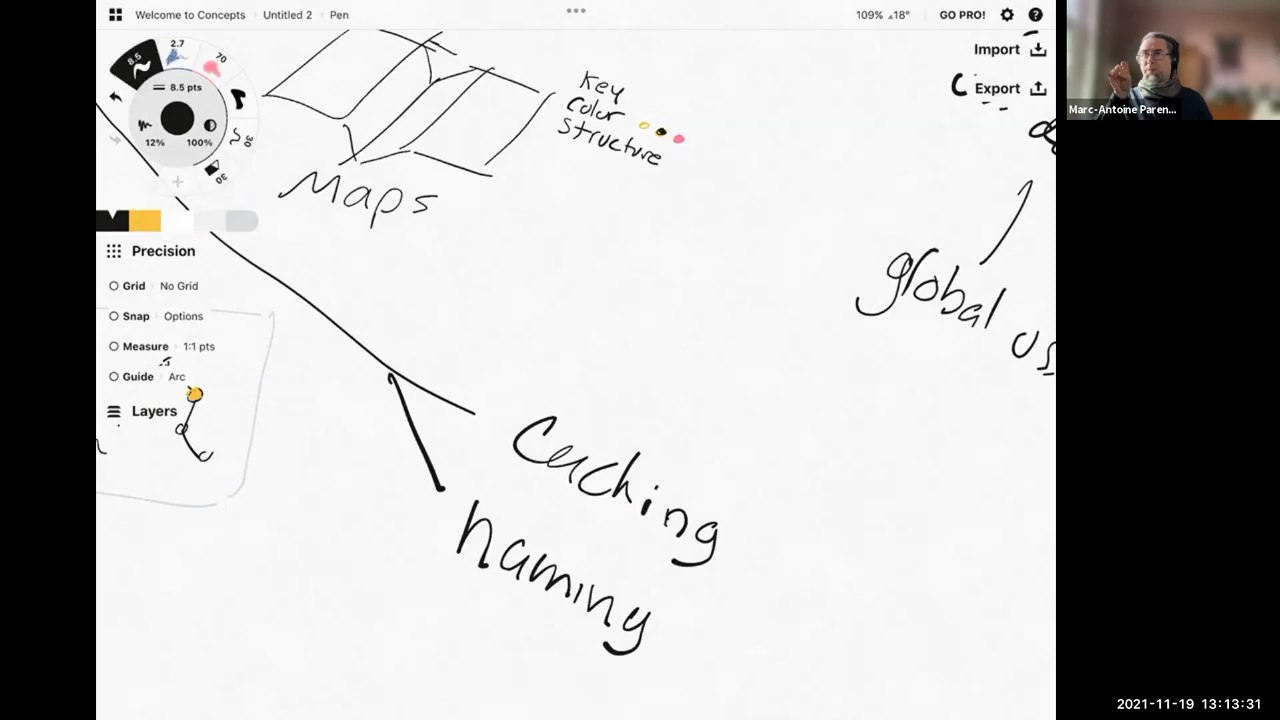 Welcome to Concepts › Untitled 2 › Pen
109% 18° GO PRO! ?
Import
Export
8.5
2.7
70
30
30
8.5 pts
12% 100%
Key
Color
Structure
Maps
Precision
Grid No Grid
Snap Options
Measure 1:1 pts
Guide Arc
Layers
global
Caching
naming
Marc-Antoine Paren...
2021-11-19 13:13:31